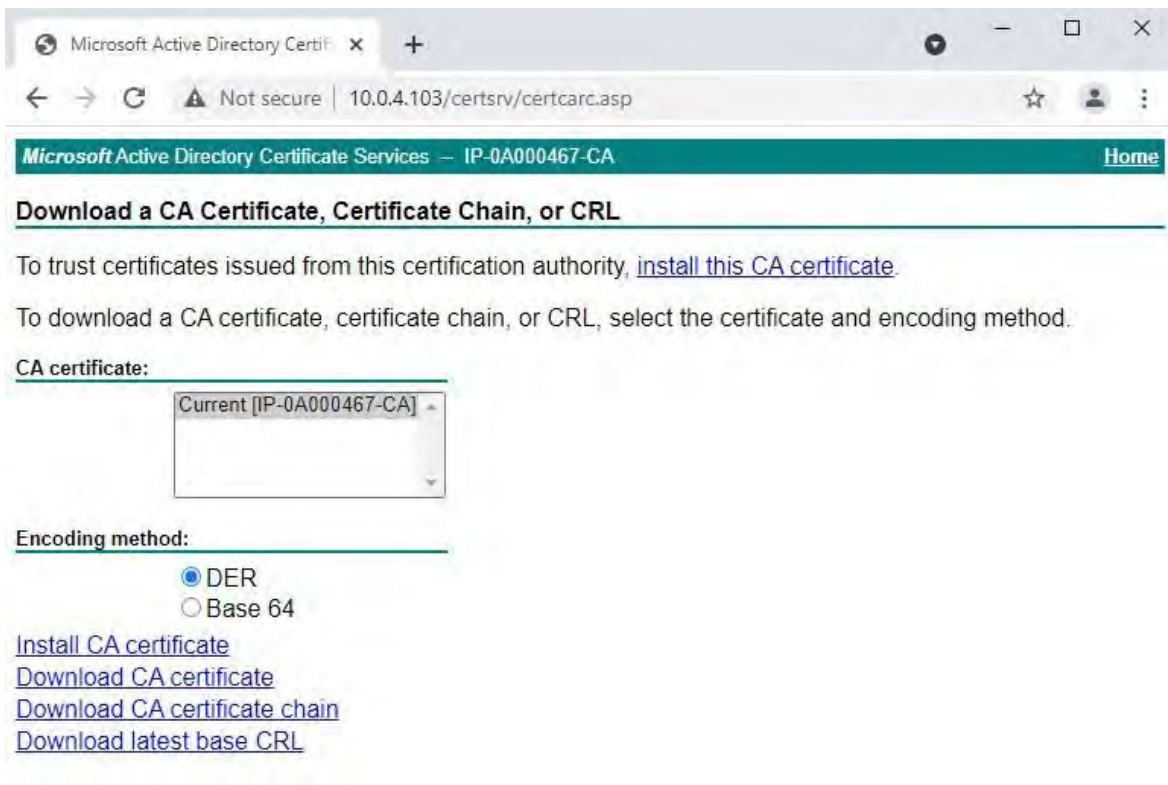 Microsoft Active Directory Certif
Not secure | 10.0.4.103/certsrv/certcarc.asp
Microsoft Active Directory Certificate Services – IP-0A000467-CA Home
Download a CA Certificate, Certificate Chain, or CRL
To trust certificates issued from this certification authority, install this CA certificate.
To download a CA certificate, certificate chain, or CRL, select the certificate and encoding method.
CA certificate:
Current [IP-0A000467-CA]
Encoding method:
DER
Base 64
Install CA certificate
Download CA certificate
Download CA certificate chain
Download latest base CRL